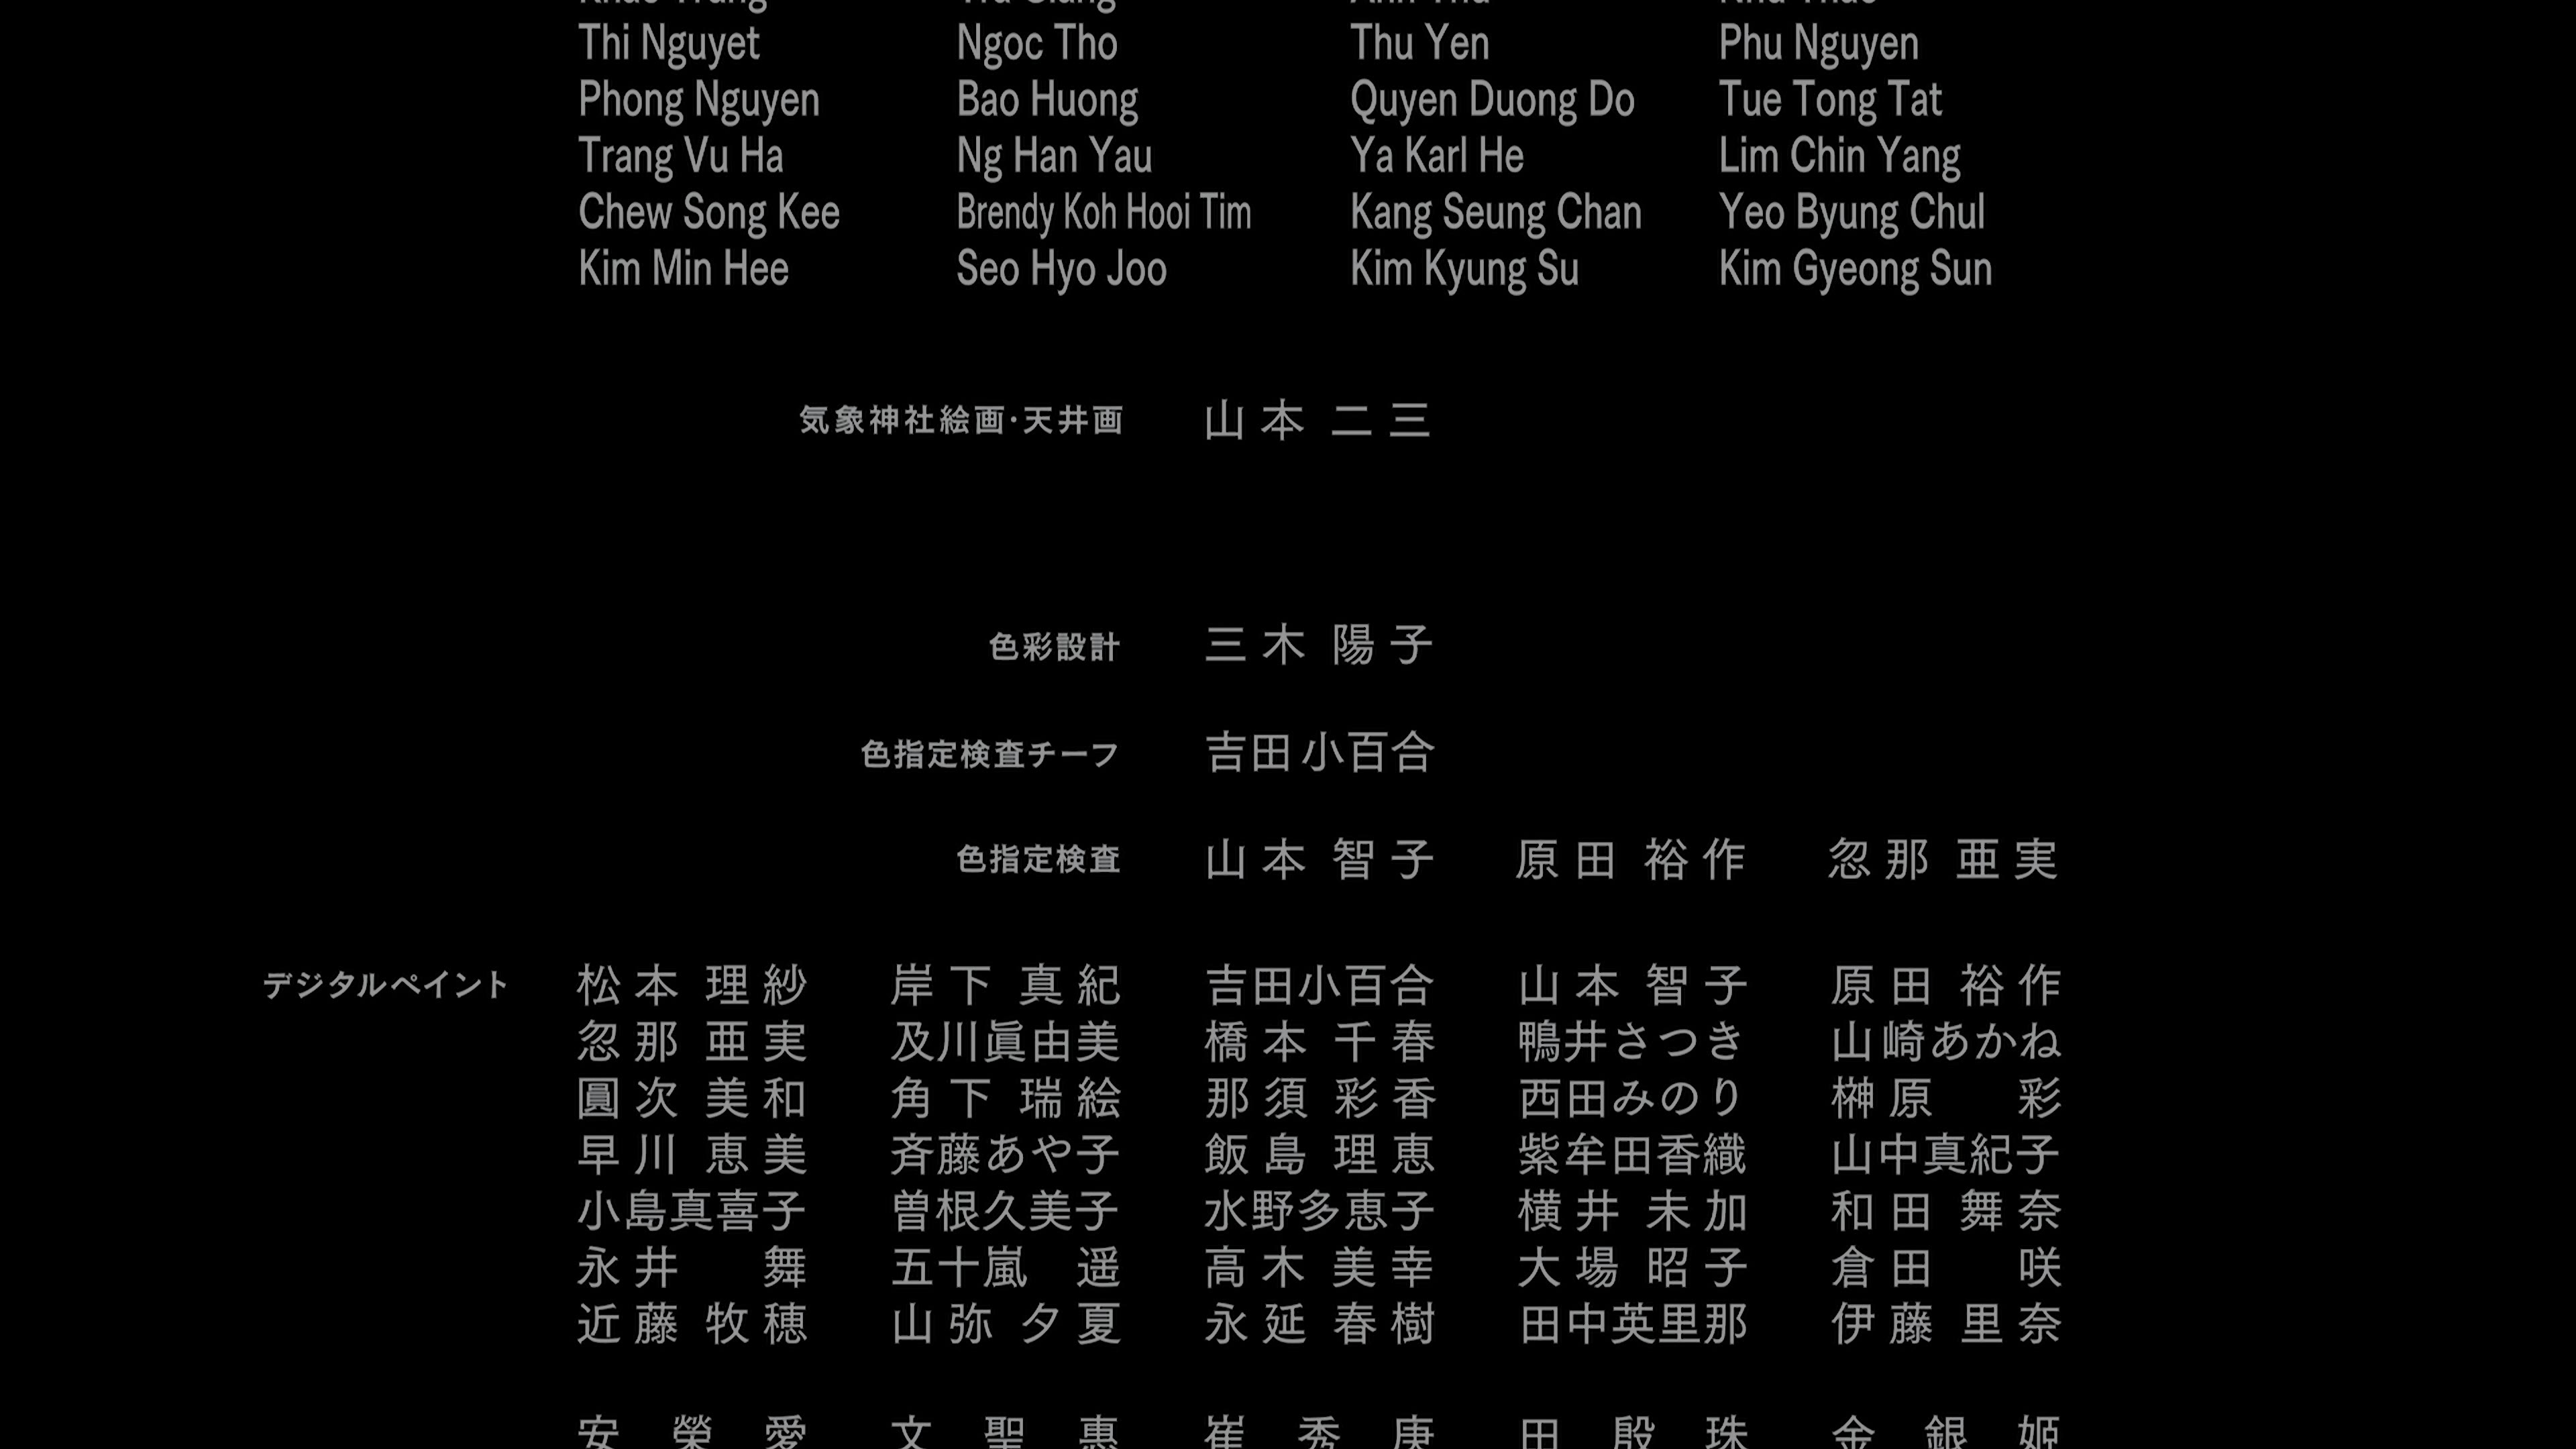 Thi Nguyet Ngoc Tho Thu Yen Phu Nguyen
Phong Nguyen Bao Huong Quyen Duong Do Tue Tong Tat
Trang Vu Ha Ng Han Yau Ya Karl He Lim Chin Yang
Chew Song Kee Brendy Koh Hooi Tim Kang Seung Chan Yeo Byung Chul
Kim Min Hee Seo Hyo Joo Kim Kyung Su Kim Gyeong Sun
気象神社絵画･天井画 山本 二三
色彩設計 三木 陽子
色指定検査チーフ 吉田小百合
色指定検査 山本 智子 原田 裕作 忽那 亜実
デジタルペイント 松本 理紗 岸下 真紀 吉田小百合 山本 智子 原田 裕作
忽那 亜実 及川眞由美 橋本 千春 鴨井さつき 山崎あかね
圓次 美和 角下 瑞絵 那須 彩香 西田みのり 榊原 彩
早川 恵美 斉藤あや子 飯島 理恵 紫牟田香織 山中真紀子
小島真喜子 曽根久美子 水野多恵子 横井 未加 和田 舞奈
永井 舞 五十嵐 遥 高木 美幸 大場 昭子 倉田 咲
近藤 牧穂 山弥 夕夏 永延 春樹 田中英里那 伊藤 里奈
安 榮 愛 文 聖 惠 崔 秀 庚 田 殷 珠 金 銀 姫